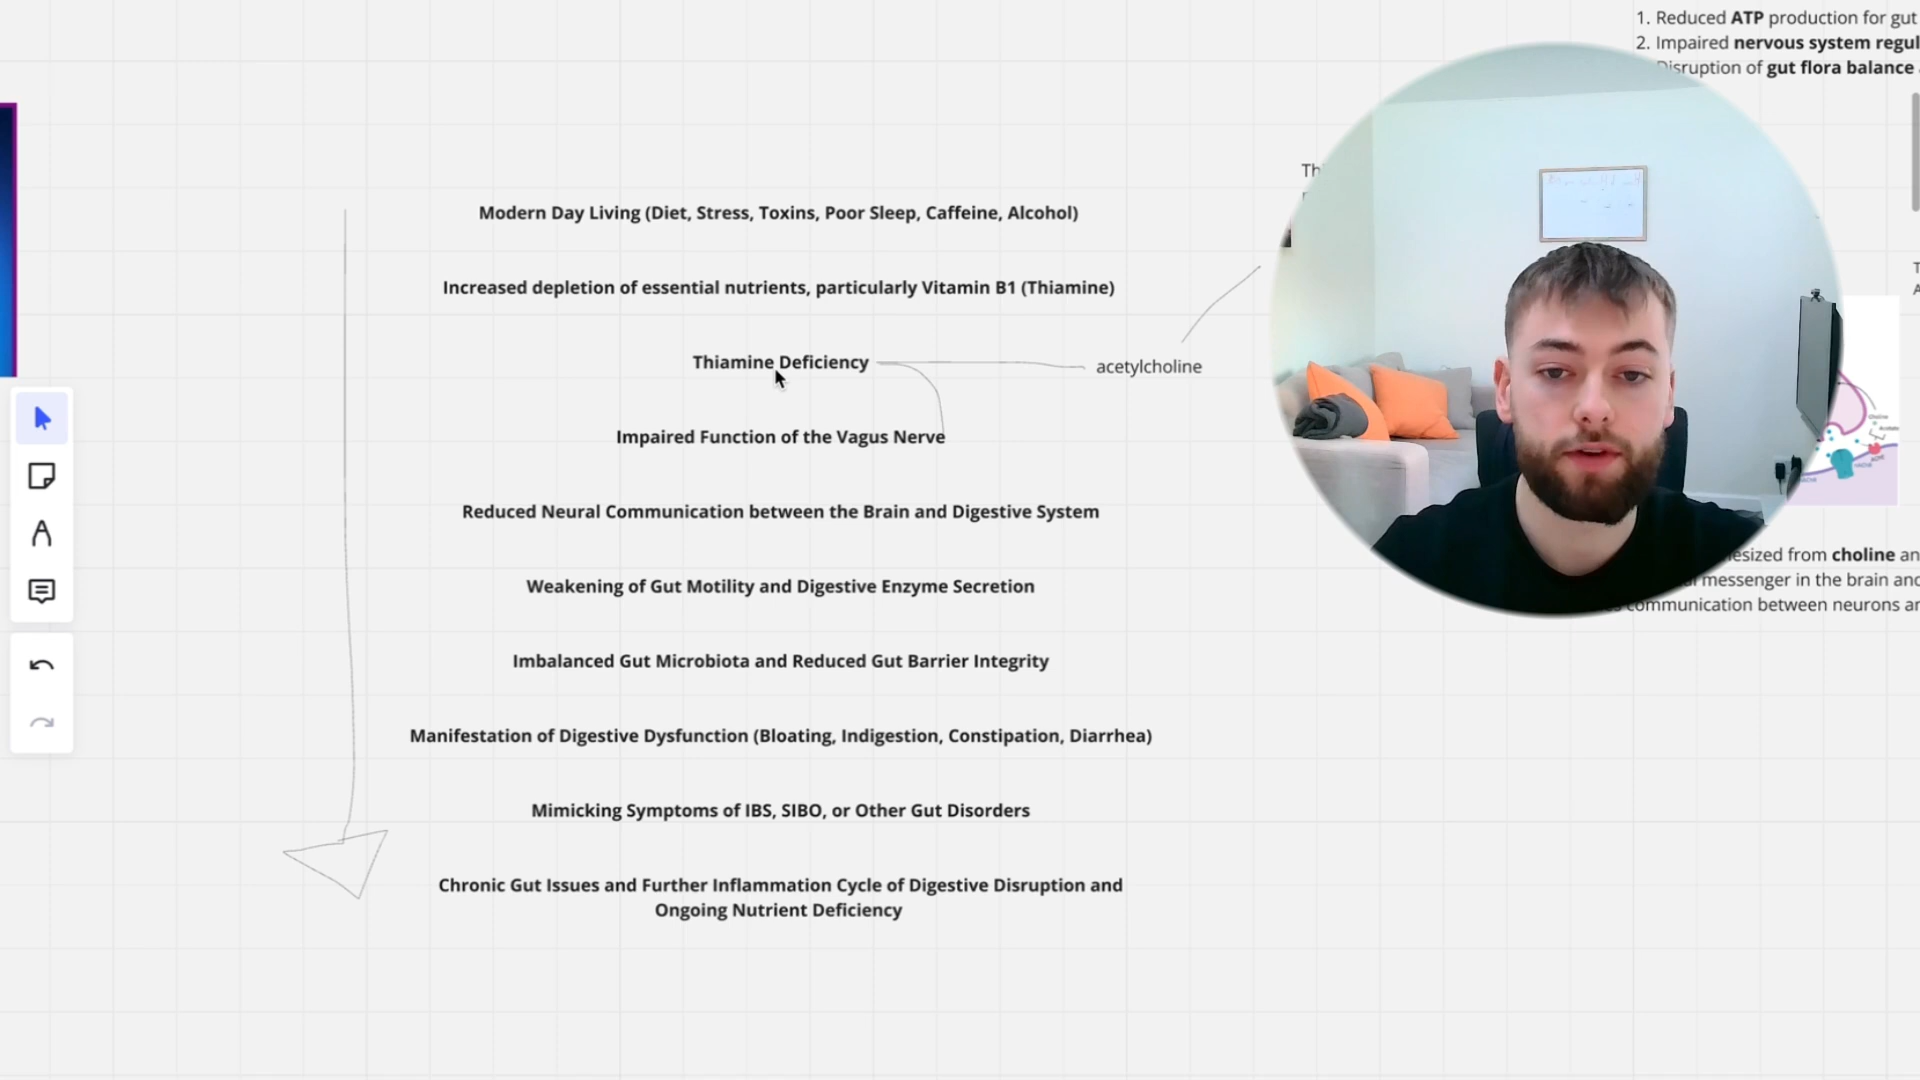 1. Reduced ATP production for gut
2. Impaired nervous system regul
Disruption of gut flora balance
Th
Modern Day Living (Diet, Stress, Toxins, Poor Sleep, Caffeine, Alcohol)
Increased depletion of essential nutrients, particularly Vitamin B1 (Thiamine)
Thiamine Deficiency
acetylcholine
Impaired Function of the Vagus Nerve
Reduced Neural Communication between the Brain and Digestive System
Weakening of Gut Motility and Digestive Enzyme Secretion
Imbalanced Gut Microbiota and Reduced Gut Barrier Integrity
Manifestation of Digestive Dysfunction (Bloating, Indigestion, Constipation, Diarrhea)
Mimicking Symptoms of IBS, SIBO, or Other Gut Disorders
Chronic Gut Issues and Further Inflammation Cycle of Digestive Disruption and
Ongoing Nutrient Deficiency
esized from choline an
messenger in the brain and
communication between neurons ar